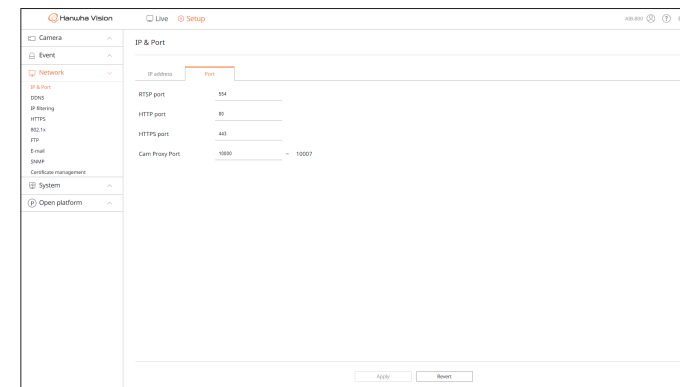 Hanwha Vision
Live
Setup
AIB-800
Camera
Event
Network
IP & Port
DDNS
IP filtering
HTTPS
802.1x
FTP
E-mail
SNMP
Certificate management
System
Open platform
IP & Port
IP address
Port
RTSP port
554
HTTP port
80
HTTPS port
443
Cam Proxy Port
10000
~ 10007
Apply
Revert